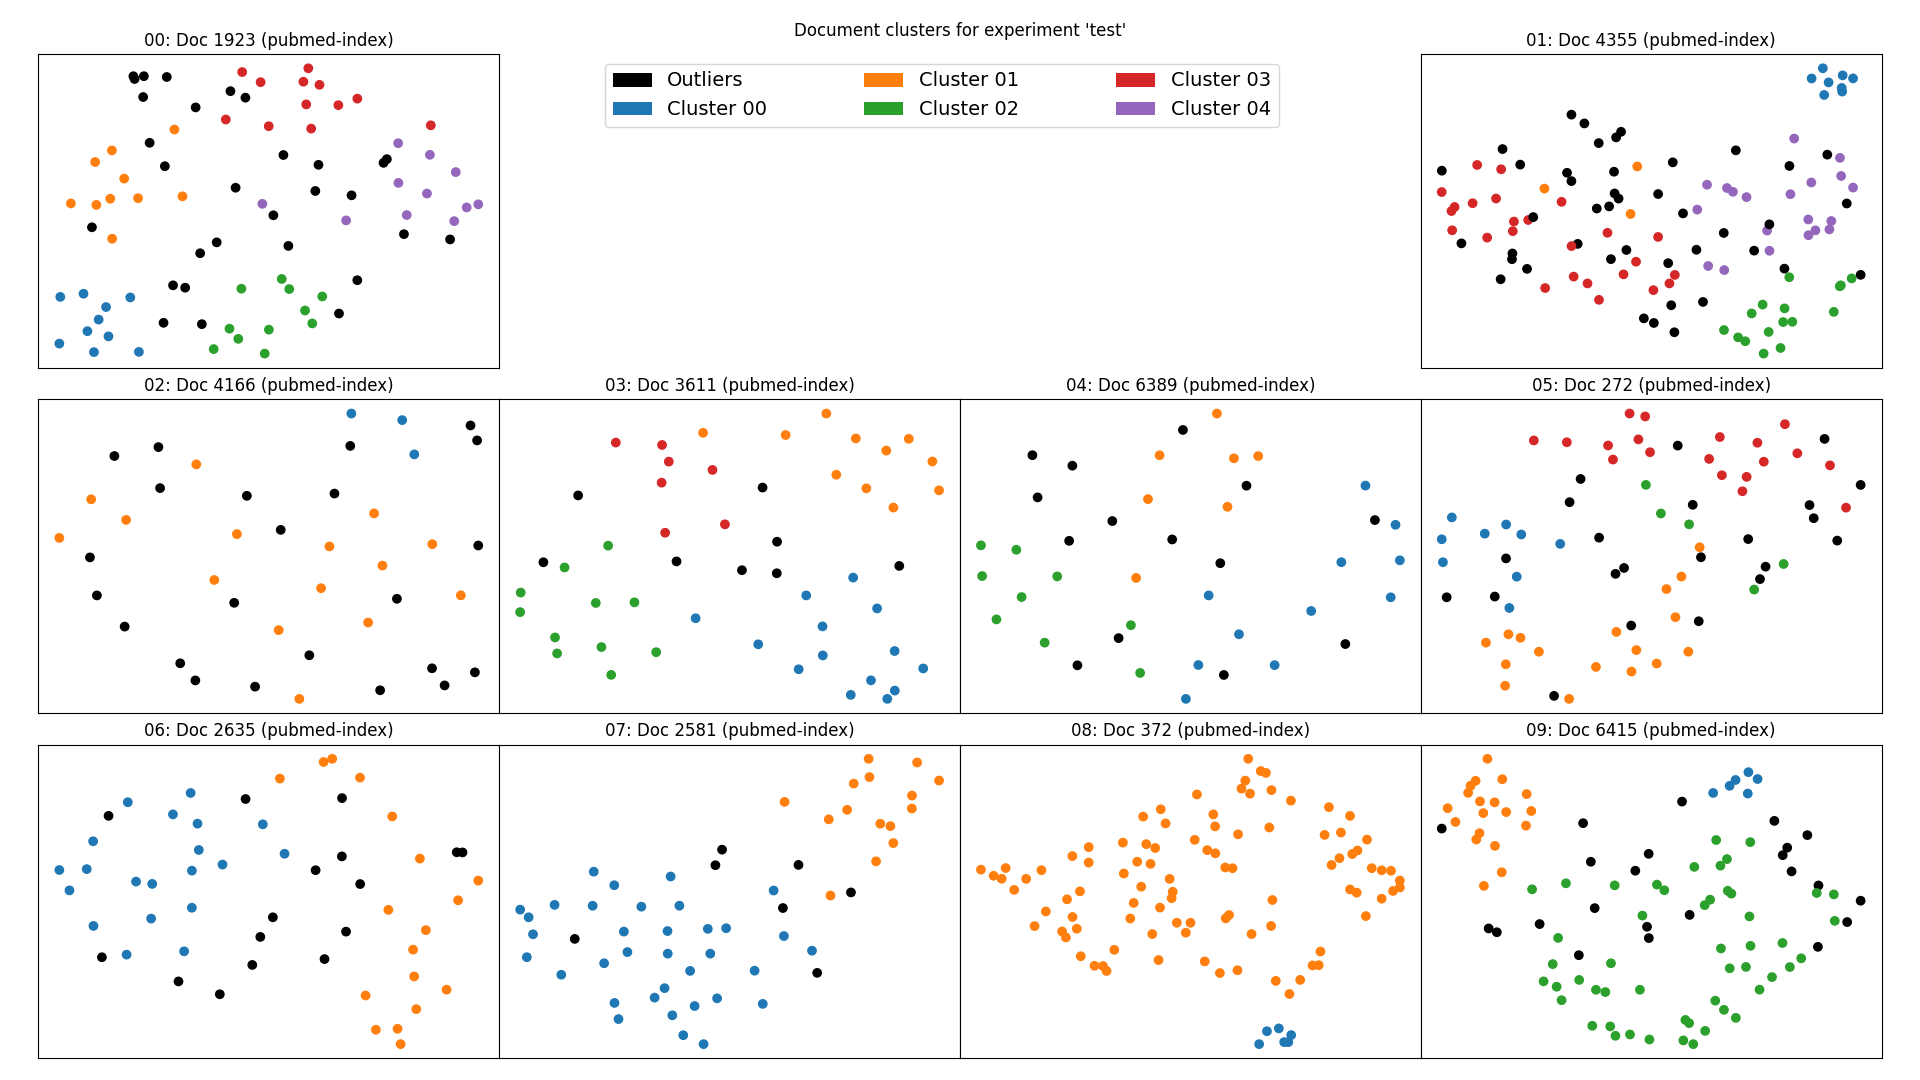 Document clusters for experiment 'test'
00: Doc 1923 (pubmed-index)
01: Doc 4355 (pubmed-index)
Outliers
Cluster 00
Cluster 01
Cluster 02
Cluster 03
Cluster 04
02: Doc 4166 (pubmed-index)
03: Doc 3611 (pubmed-index)
04: Doc 6389 (pubmed-index)
05: Doc 272 (pubmed-index)
06: Doc 2635 (pubmed-index)
07: Doc 2581 (pubmed-index)
08: Doc 372 (pubmed-index)
09: Doc 6415 (pubmed-index)